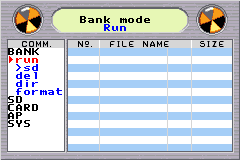 Bank mode
Run
COMM. № FILE NAME SIZE
BANK
run
>sd
del
dir
format
SD
CARD
AP
SYS